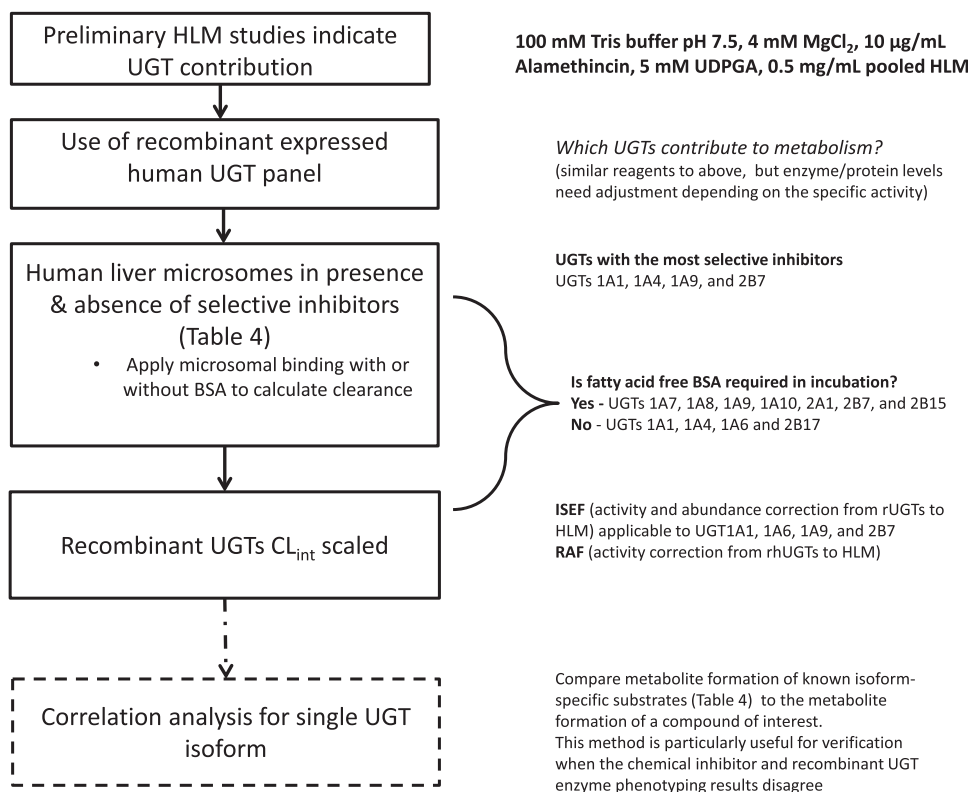 Preliminary HLM studies indicate
UGT contribution
100 mM Tris buffer pH 7.5, 4 mM MgCl₂, 10 µg/mL
Alamethincin, 5 mM UDPGA, 0.5 mg/mL pooled HLM
Use of recombinant expressed
human UGT panel
Which UGTs contribute to metabolism?
(similar reagents to above, but enzyme/protein levels
need adjustment depending on the specific activity)
Human liver microsomes in presence
& absence of selective inhibitors
(Table 4)
• Apply microsomal binding with or
without BSA to calculate clearance
UGTs with the most selective inhibitors
UGTs 1A1, 1A4, 1A9, and 2B7
Is fatty acid free BSA required in incubation?
Yes - UGTs 1A7, 1A8, 1A9, 1A10, 2A1, 2B7, and 2B15
No - UGTs 1A1, 1A4, 1A6 and 2B17
Recombinant UGTs CLint scaled
ISEF (activity and abundance correction from rUGTs to
HLM) applicable to UGT1A1, 1A6, 1A9, and 2B7
RAF (activity correction from rhUGTs to HLM)
Correlation analysis for single UGT
isoform
Compare metabolite formation of known isoform-
specific substrates (Table 4) to the metabolite
formation of a compound of interest.
This method is particularly useful for verification
when the chemical inhibitor and recombinant UGT
enzyme phenotyping results disagree